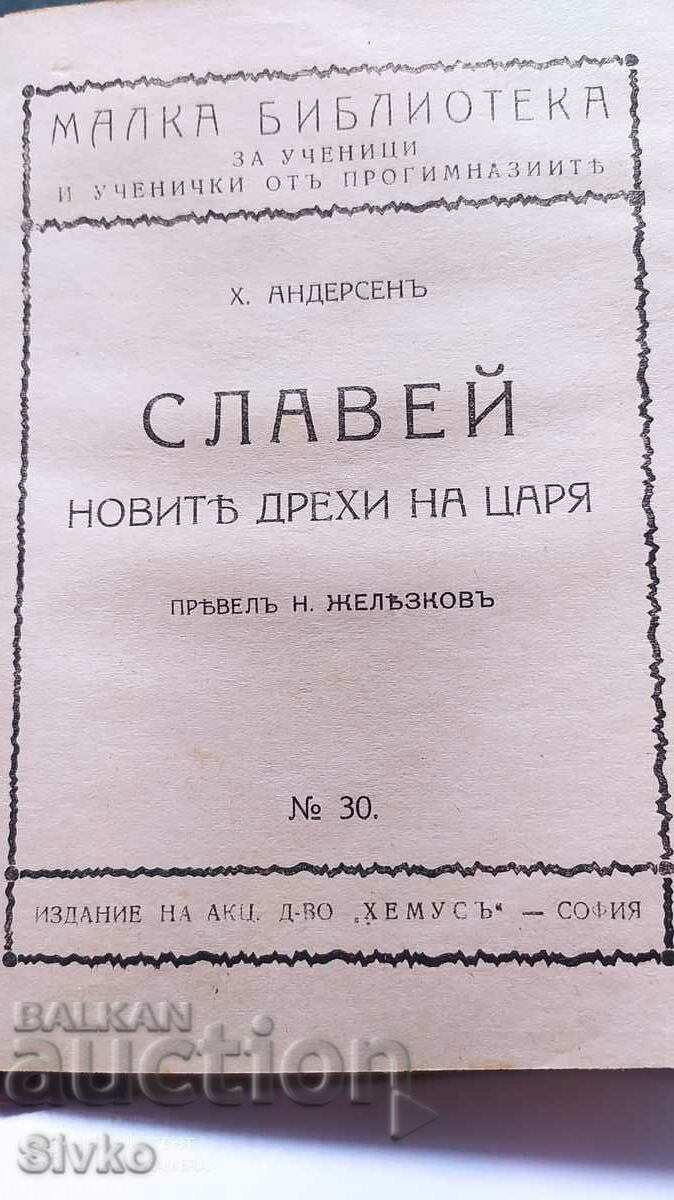 МАЛКА БИБЛИОТЕКА
ЗА УЧЕНИЦИ
И УЧЕНИЧКИ ОТЪ ПРОГИМНАЗИИТѢ
Х. АНДЕРСЕНЪ
СЛАВЕЙ
НОВИТѢ ДРЕХИ НА ЦАРЯ
ПРѢВЕЛЪ Н. ЖЕЛѢЗКОВЪ
№ 30.
ИЗДАНИЕ НА АКЦ. Д-ВО „ХЕМУСЪ“ — СОФИЯ
BALKAN
auction
Sivko